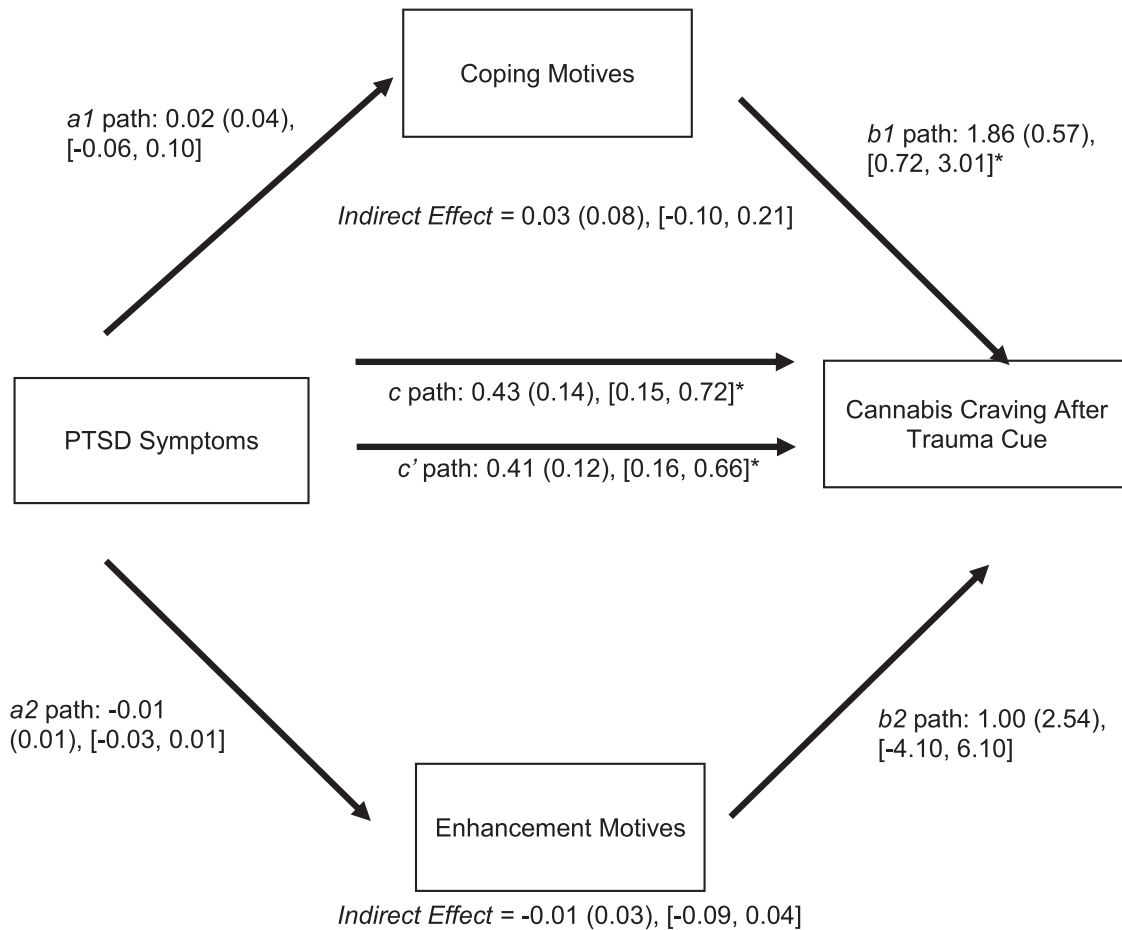 Coping Motives
a1 path: 0.02 (0.04),
[-0.06, 0.10]
b1 path: 1.86 (0.57),
[0.72, 3.01]*
Indirect Effect = 0.03 (0.08), [-0.10, 0.21]
PTSD Symptoms
c path: 0.43 (0.14), [0.15, 0.72]*
c' path: 0.41 (0.12), [0.16, 0.66]*
Cannabis Craving After
Trauma Cue
a2 path: -0.01
(0.01), [-0.03, 0.01]
b2 path: 1.00 (2.54),
[-4.10, 6.10]
Enhancement Motives
Indirect Effect = -0.01 (0.03), [-0.09, 0.04]